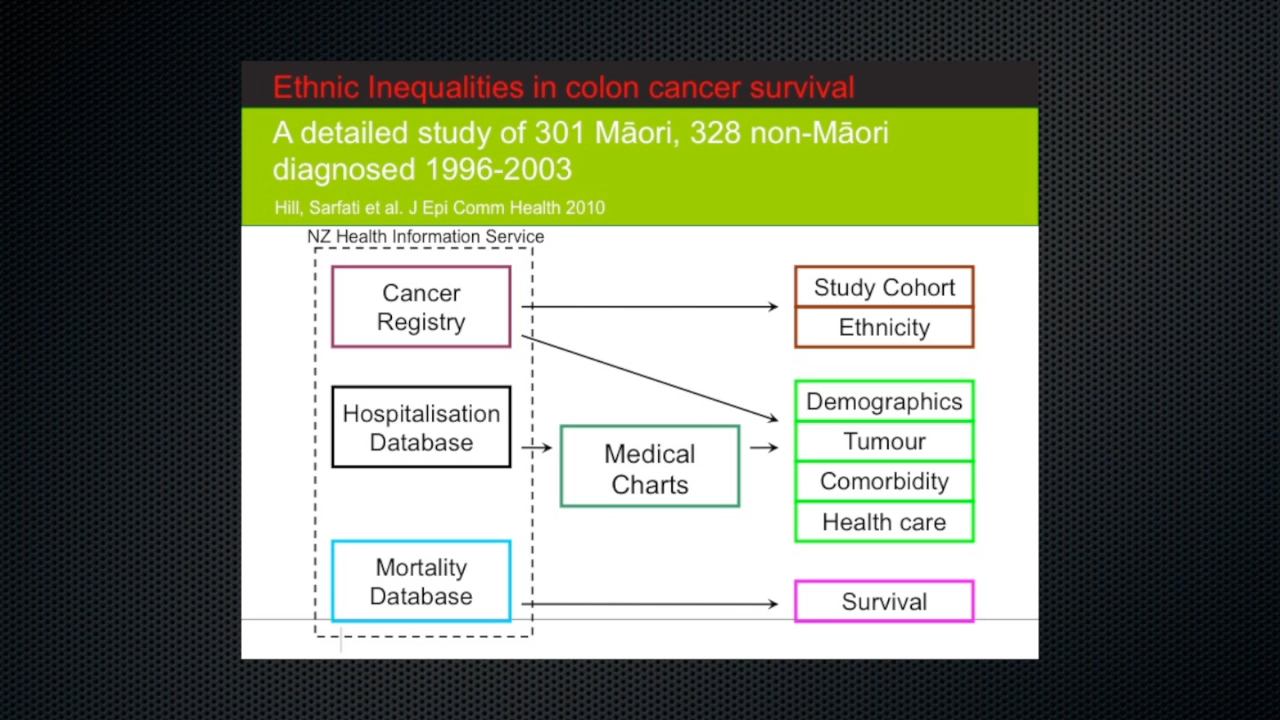 Ethnic Inequalities in colon cancer survival
A detailed study of 301 Māori, 328 non-Māori
diagnosed 1996-2003
Hill, Sarfati et al. J Epi Comm Health 2010
NZ Health Information Service
Cancer
Registry
Study Cohort
Ethnicity
Hospitalisation
Database
Medical
Charts
Demographics
Tumour
Comorbidity
Health care
Mortality
Database
Survival